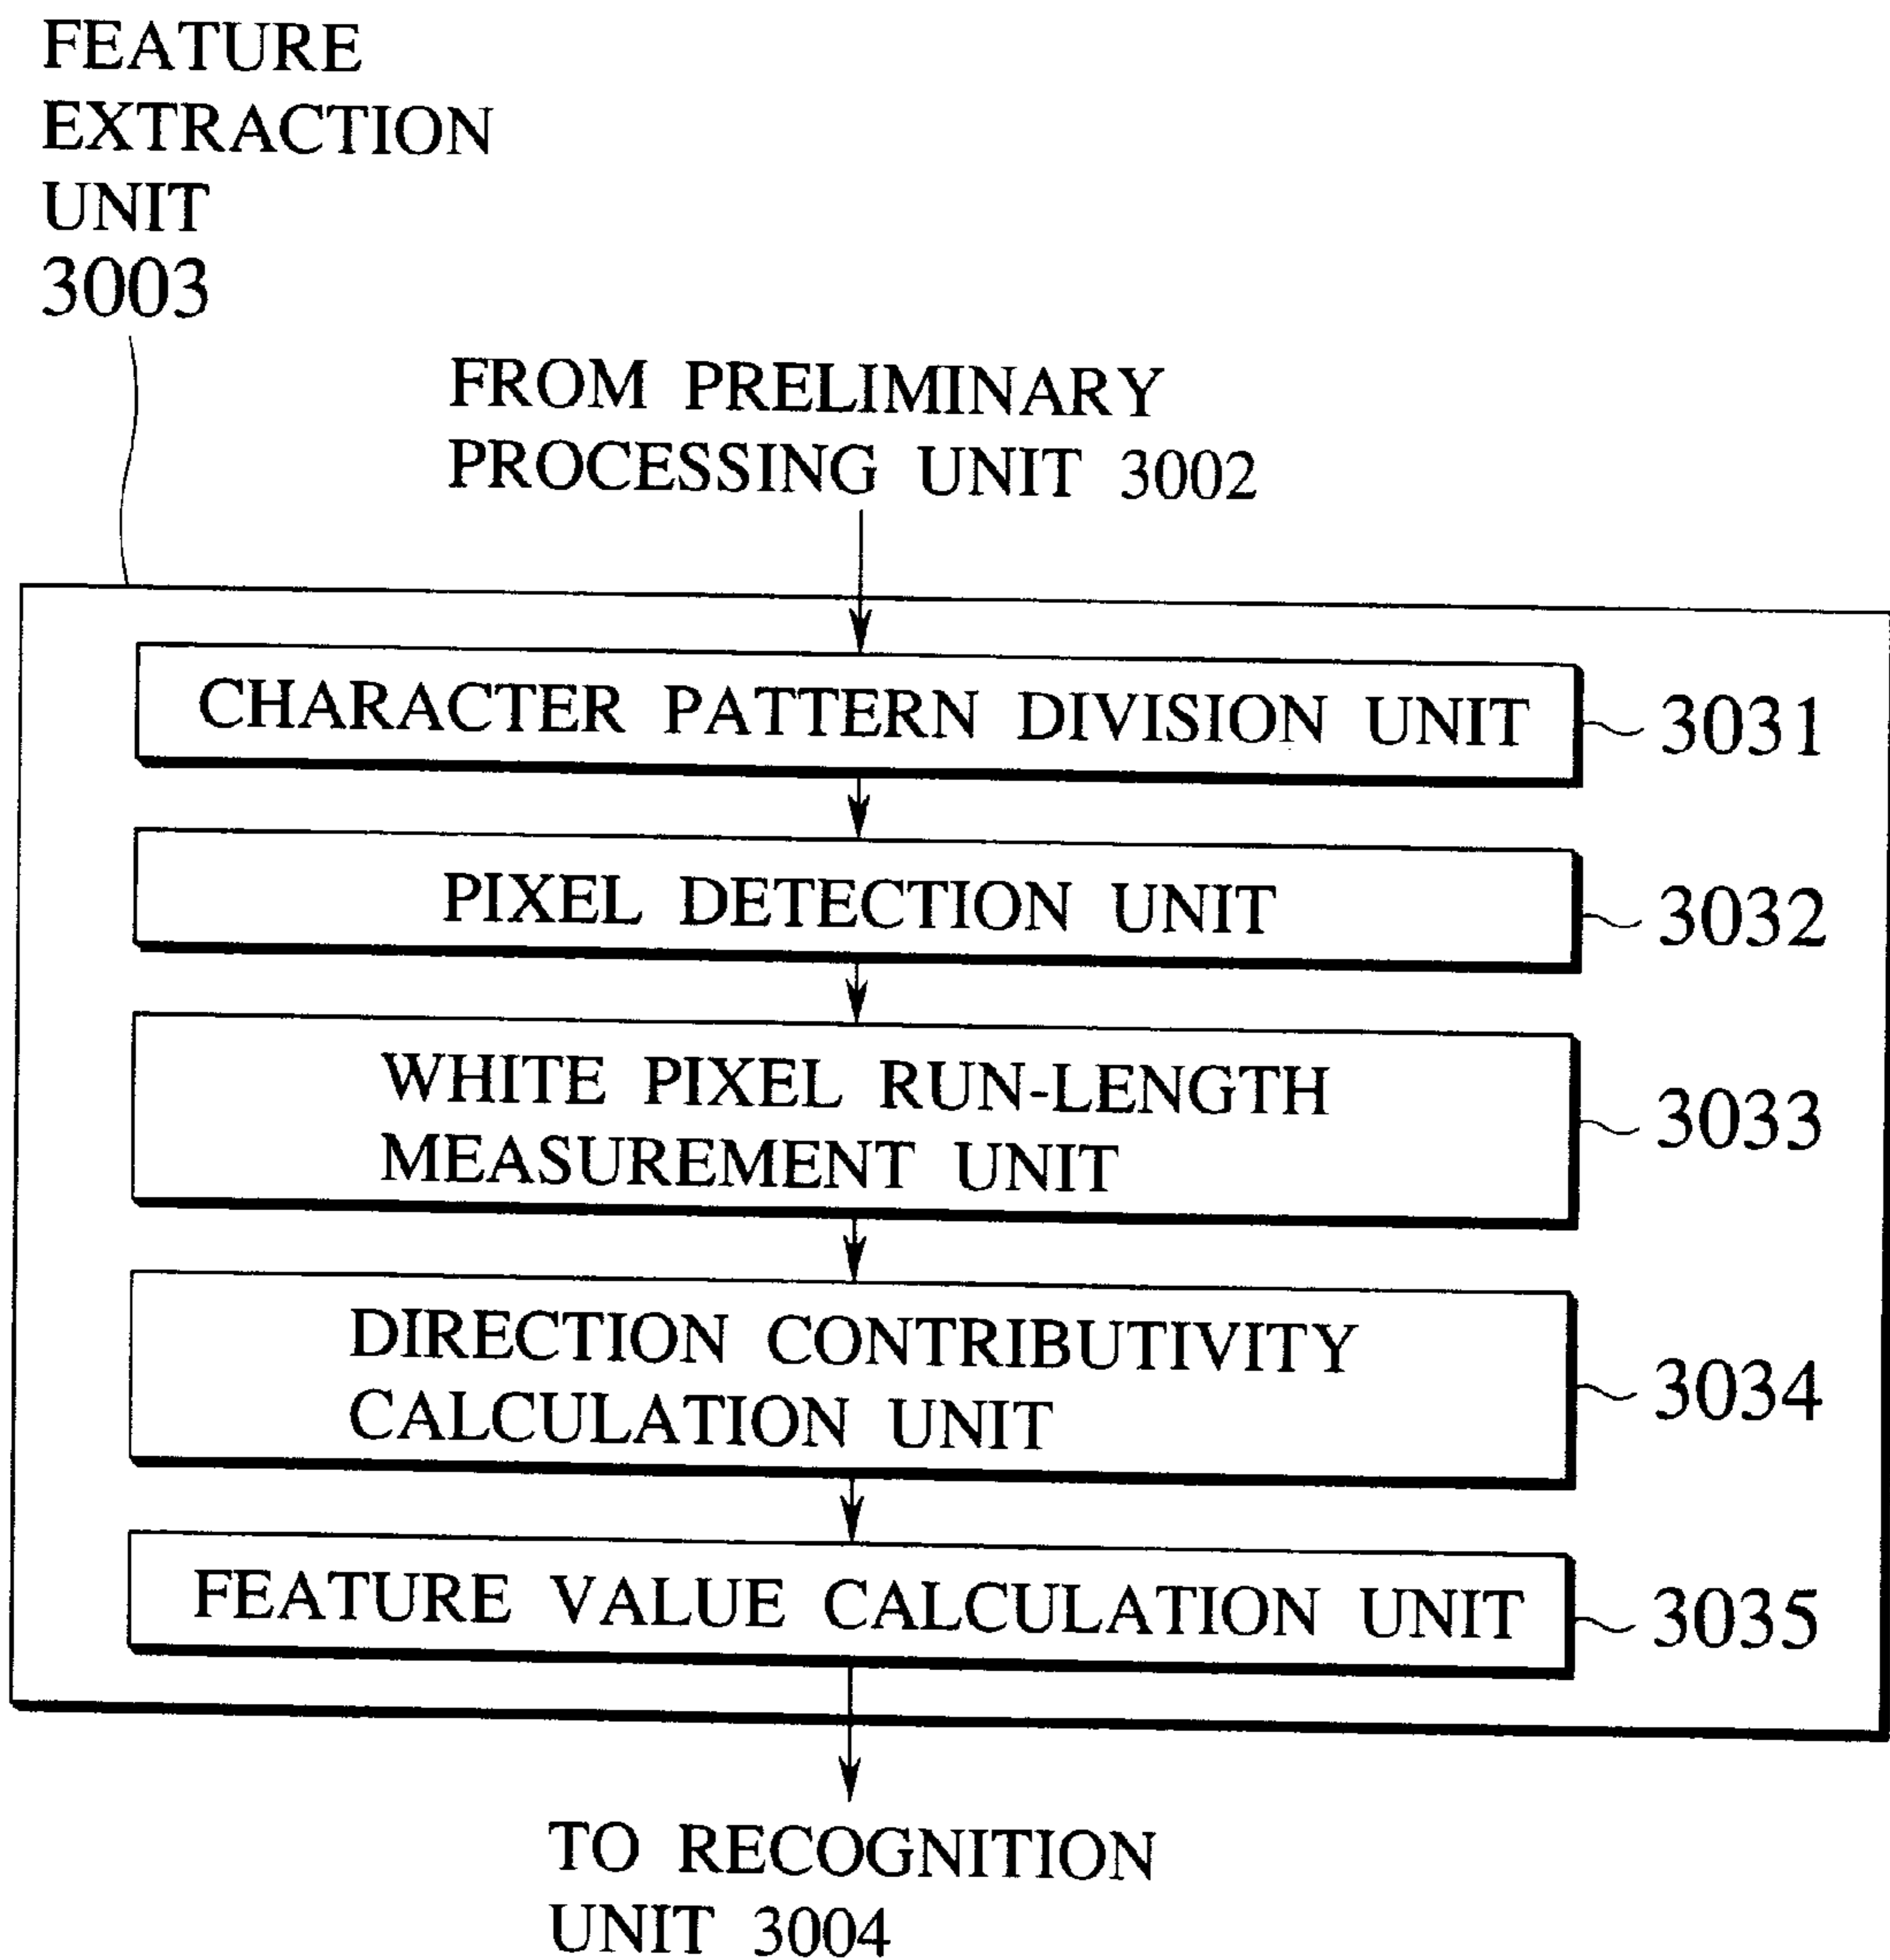 FEATURE
EXTRACTION
UNIT
3003
FROM PRELIMINARY
PROCESSING UNIT 3002
CHARACTER PATTERN DIVISION UNIT
3031
PIXEL DETECTION UNIT
3032
WHITE PIXEL RUN-LENGTH
MEASUREMENT UNIT
3033
DIRECTION CONTRIBUTIVITY
CALCULATION UNIT
3034
FEATURE VALUE CALCULATION UNIT
3035
TO RECOGNITION
UNIT 3004